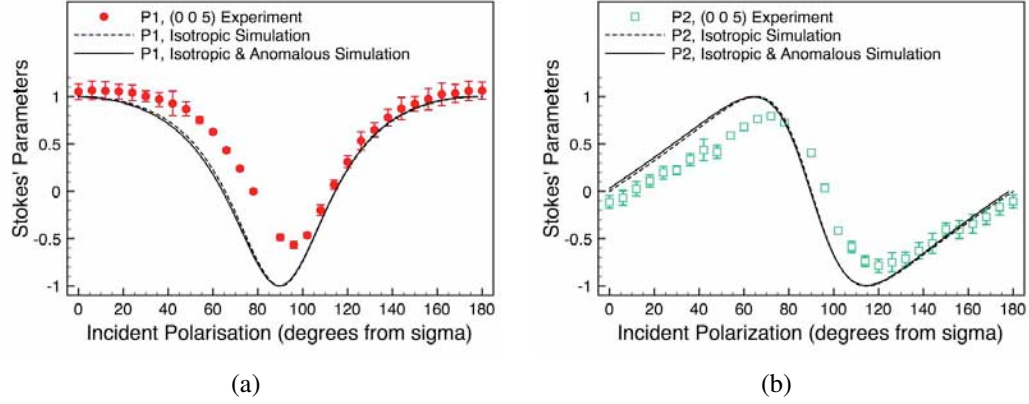 P1, (0 0 5) Experiment
P1, Isotropic Simulation
P1, Isotropic & Anomalous Simulation
Stokes' Parameters
1
0.5
0
-0.5
-1
0 20 40 60 80 100 120 140 160 180
Incident Polarisation (degrees from sigma)
(a)
P2, (0 0 5) Experiment
P2, Isotropic Simulation
P2, Isotropic & Anomalous Simulation
Stokes' Parameters
1
0.5
0
-0.5
-1
0 20 40 60 80 100 120 140 160 180
Incident Polarization (degrees from sigma)
(b)